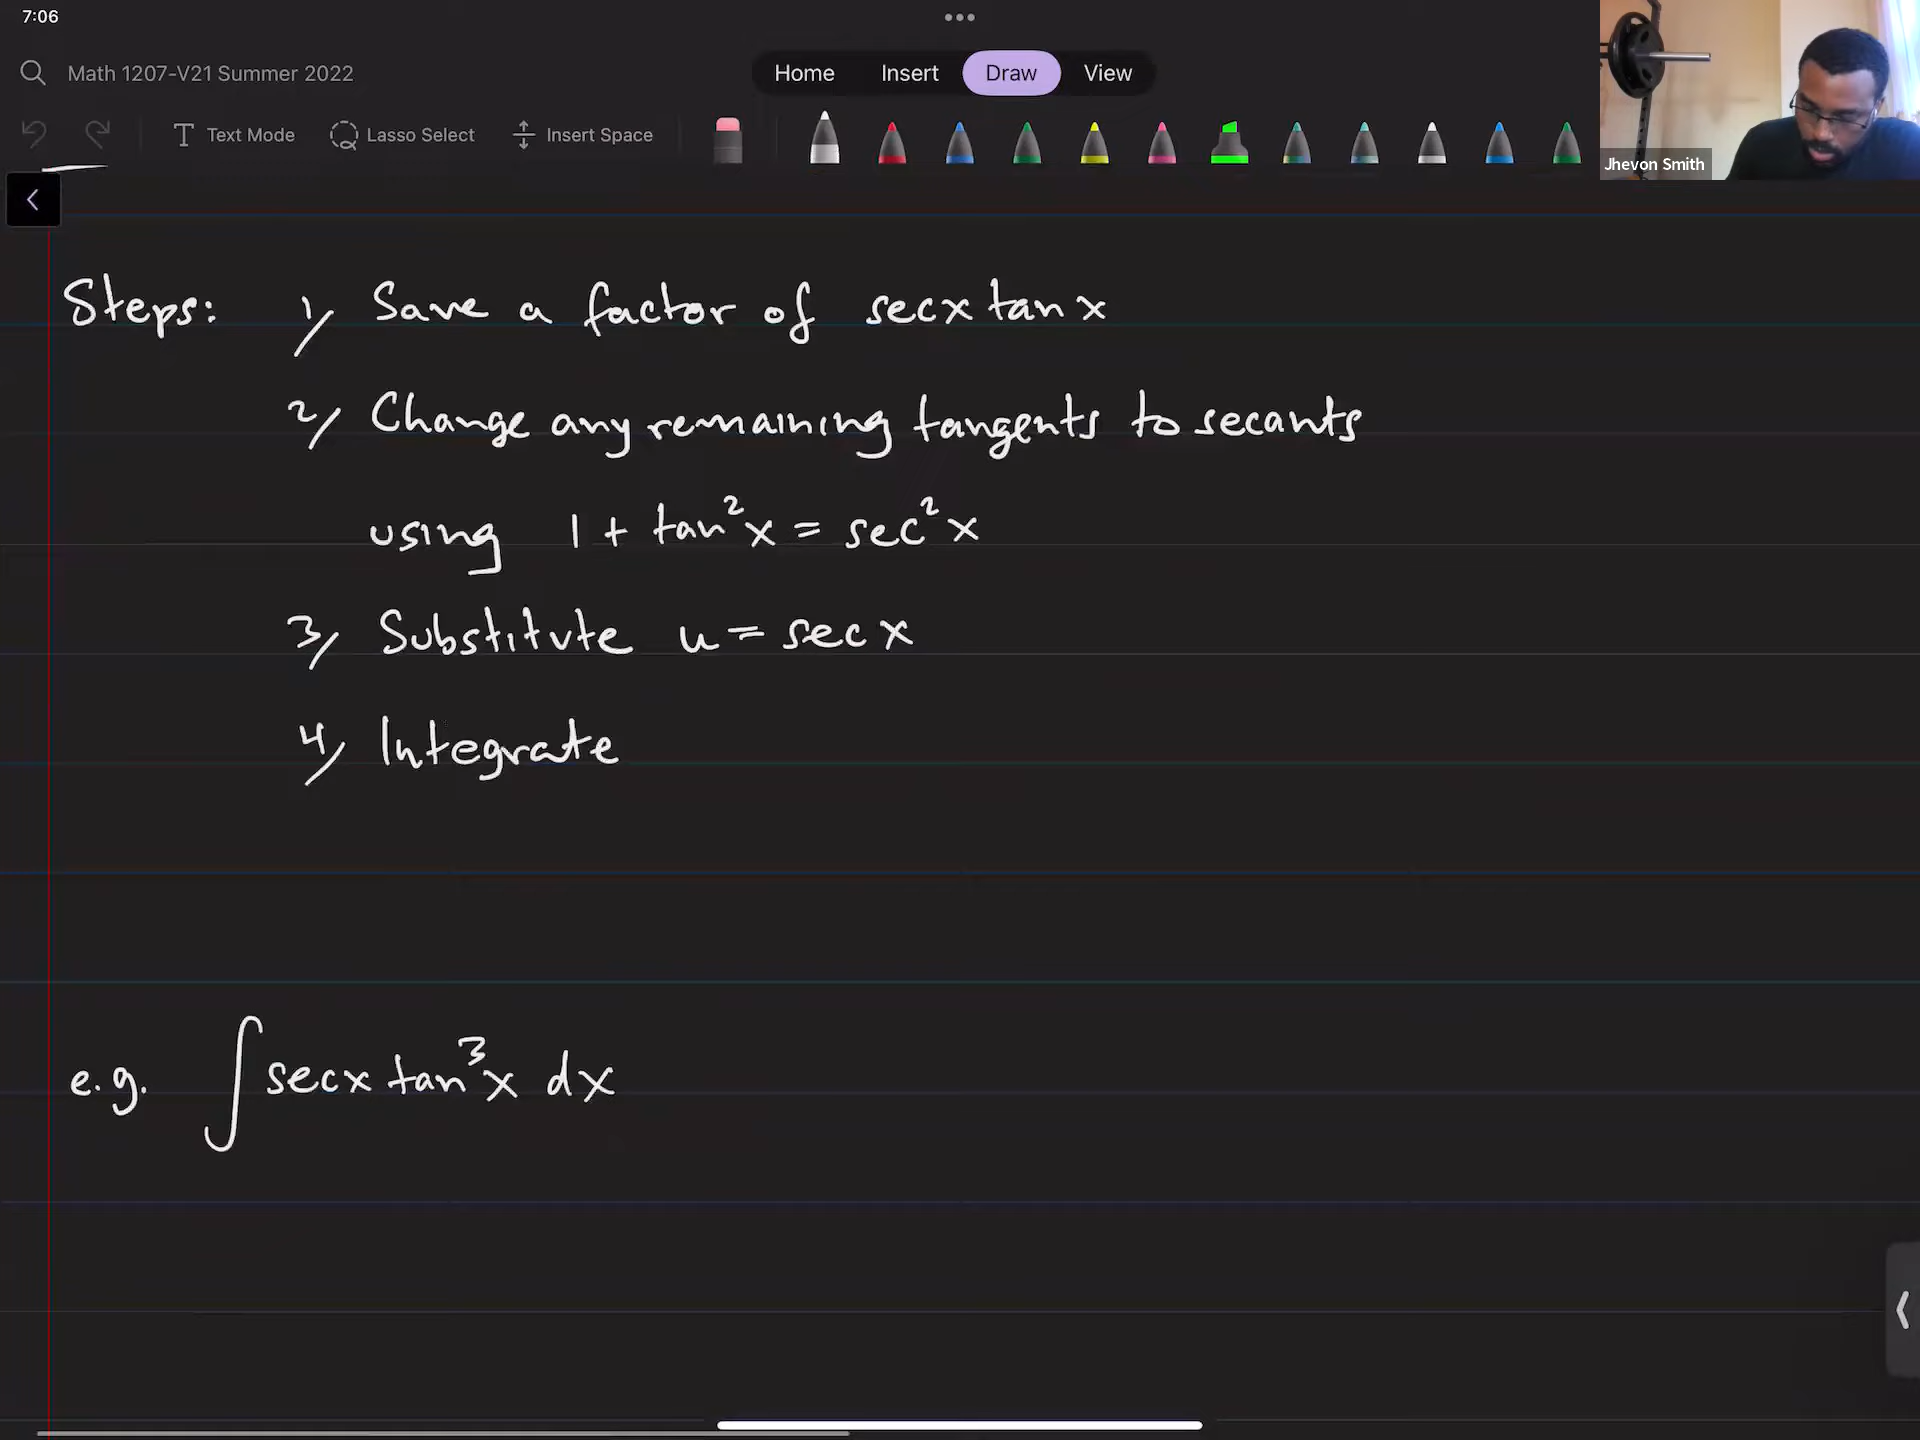 7:06
Math 1207-V21 Summer 2022
Home Insert Draw View
Text Mode Lasso Select Insert Space
Jhevon Smith
Steps: 1) Save a factor of secx tanx
2) Change any remaining tangents to secants
using 1 + tan²x = sec²x
3) Substitute u = sec x
4) Integrate
e.g. ∫ secx tan³x dx